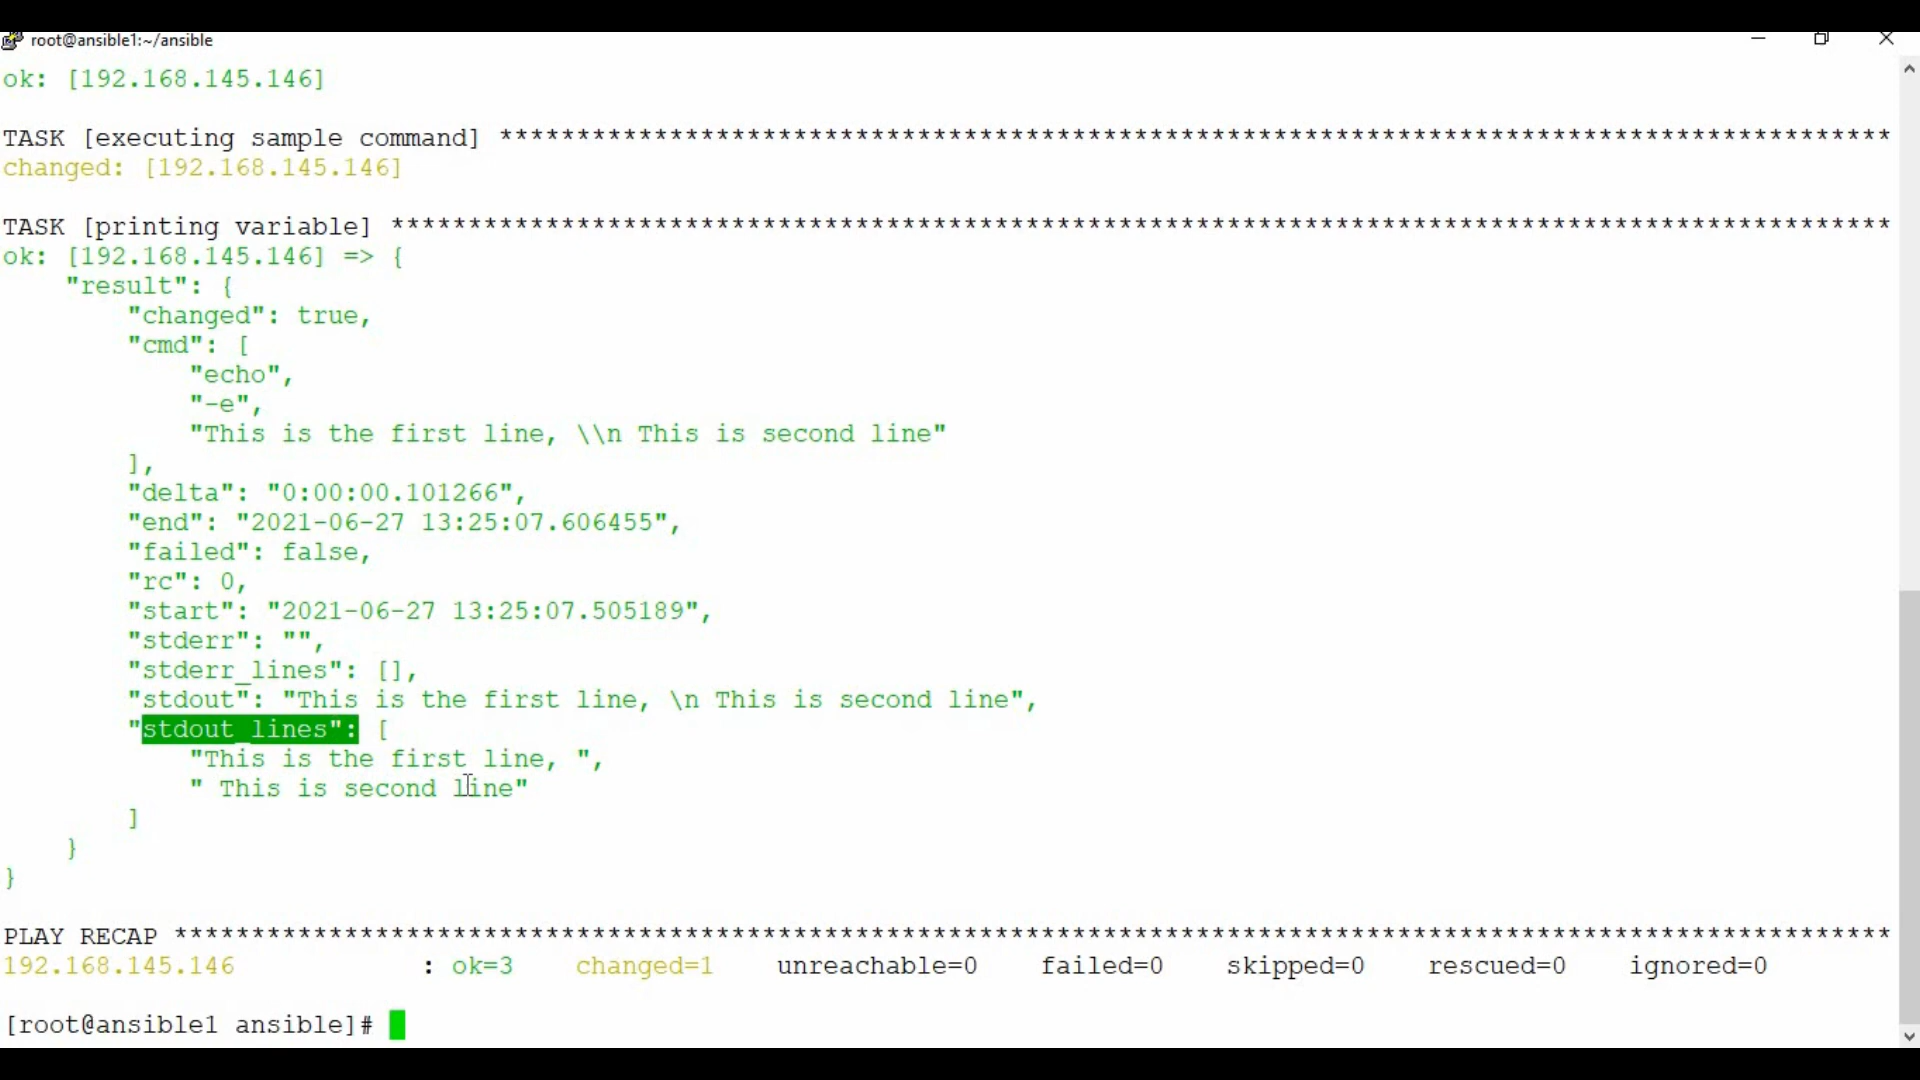 root@ansible1:~/ansible
ok: [192.168.145.146]
TASK [executing sample command] ******************************************************************************************
changed: [192.168.145.146]
TASK [printing variable] *************************************************************************************************
ok: [192.168.145.146] => {
    "result": {
        "changed": true,
        "cmd": [
            "echo",
            "-e",
            "This is the first line, \\n This is second line"
        ],
        "delta": "0:00:00.101266",
        "end": "2021-06-27 13:25:07.606455",
        "failed": false,
        "rc": 0,
        "start": "2021-06-27 13:25:07.505189",
        "stderr": "",
        "stderr_lines": [],
        "stdout": "This is the first line, \n This is second line",
        "stdout_lines": [
            "This is the first line, ",
            " This is second line"
        ]
    }
}
PLAY RECAP ***************************************************************************************************************
192.168.145.146            : ok=3    changed=1    unreachable=0    failed=0    skipped=0    rescued=0    ignored=0
[root@ansible1 ansible]#